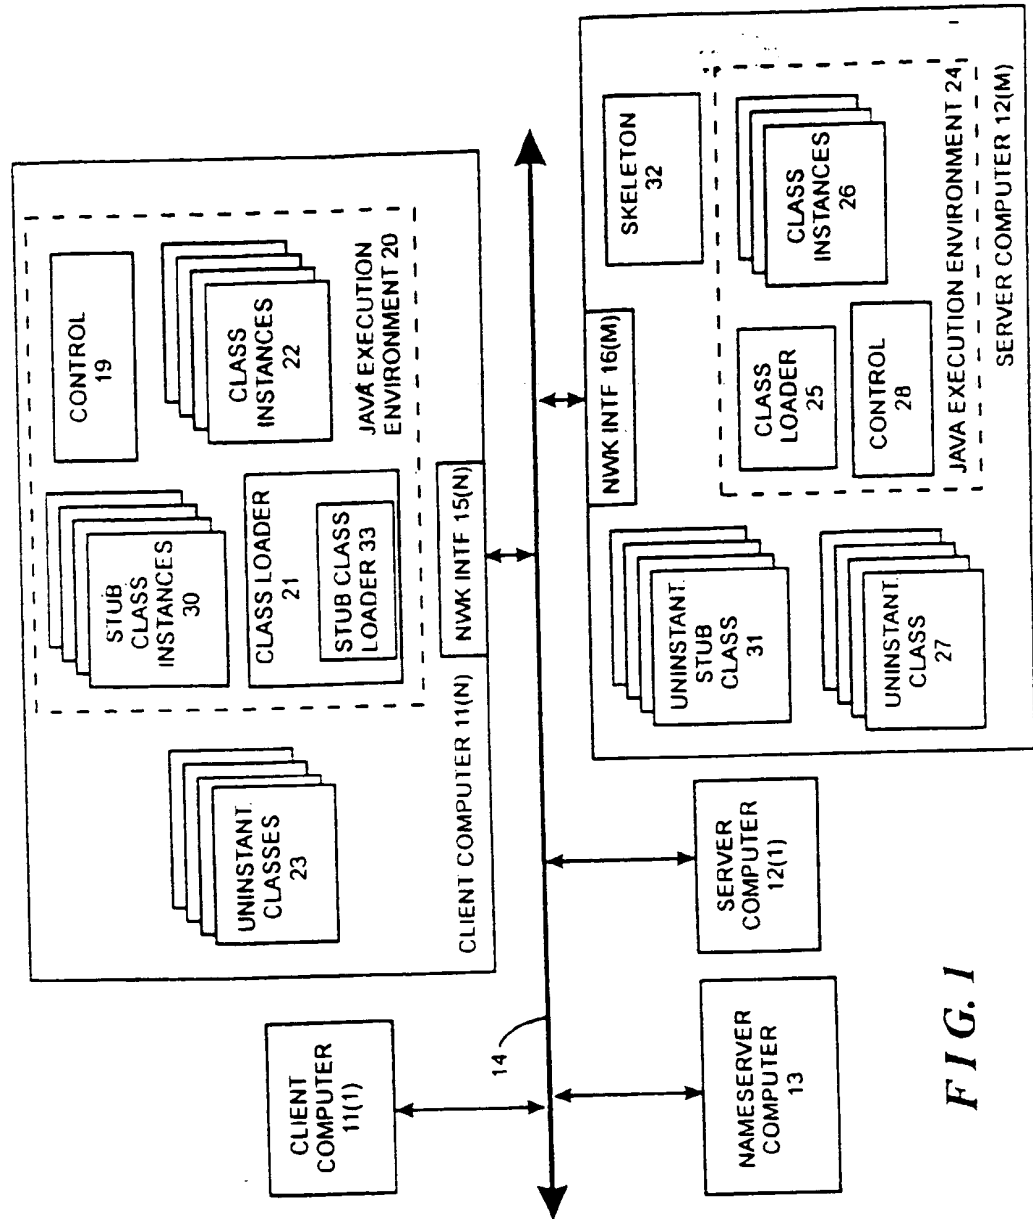 CLIENT
COMPUTER
11(1)
UNINSTANT.
CLASSES
23
STUB
CLASS
INSTANCES
30
CONTROL
19
CLASS LOADER
21
STUB CLASS
LOADER 33
CLASS
INSTANCES
22
JAVA EXECUTION
ENVIRONMENT 20
CLIENT COMPUTER 11(N)
NWK INTF 15(N)
14
NAMESERVER
COMPUTER
13
SERVER
COMPUTER
12(1)
NWK INTF 16(M)
SKELETON
32
UNINSTANT.
STUB
CLASS
31
UNINSTANT.
CLASS
27
CLASS
LOADER
25
CLASS
INSTANCES
26
CONTROL
28
JAVA EXECUTION ENVIRONMENT 24
SERVER COMPUTER 12(M)
FIG. 1